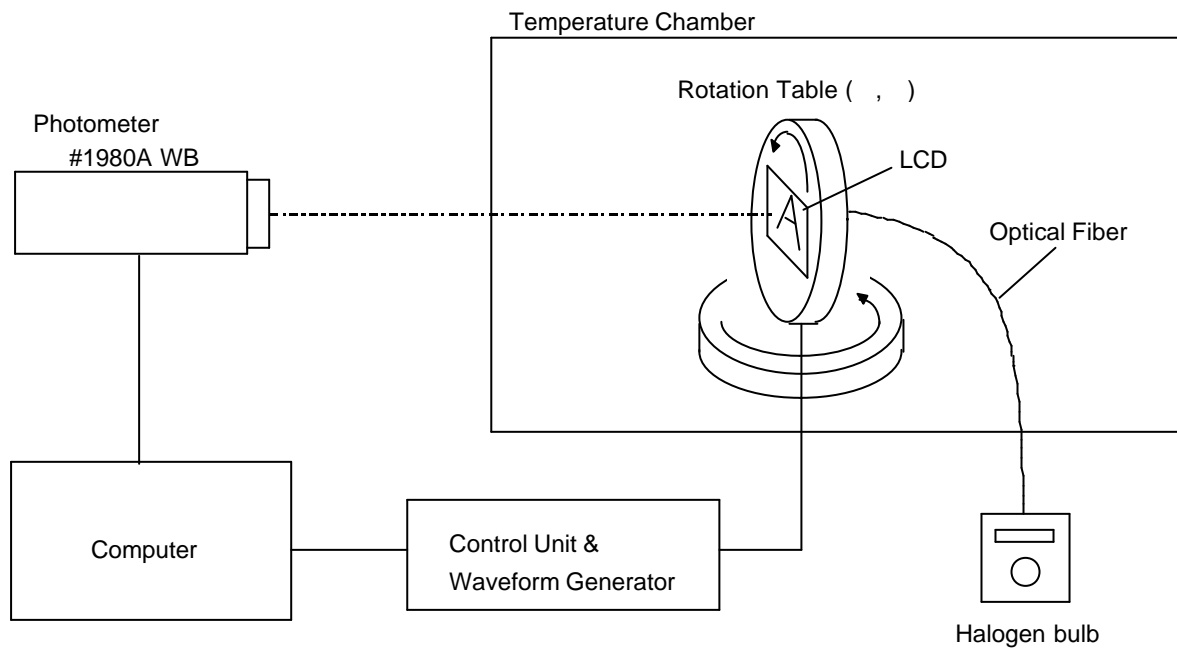 Temperature Chamber
Rotation Table ( , )
Photometer
#1980A WB
LCD
A
Optical Fiber
Computer
Control Unit &
Waveform Generator
Halogen bulb